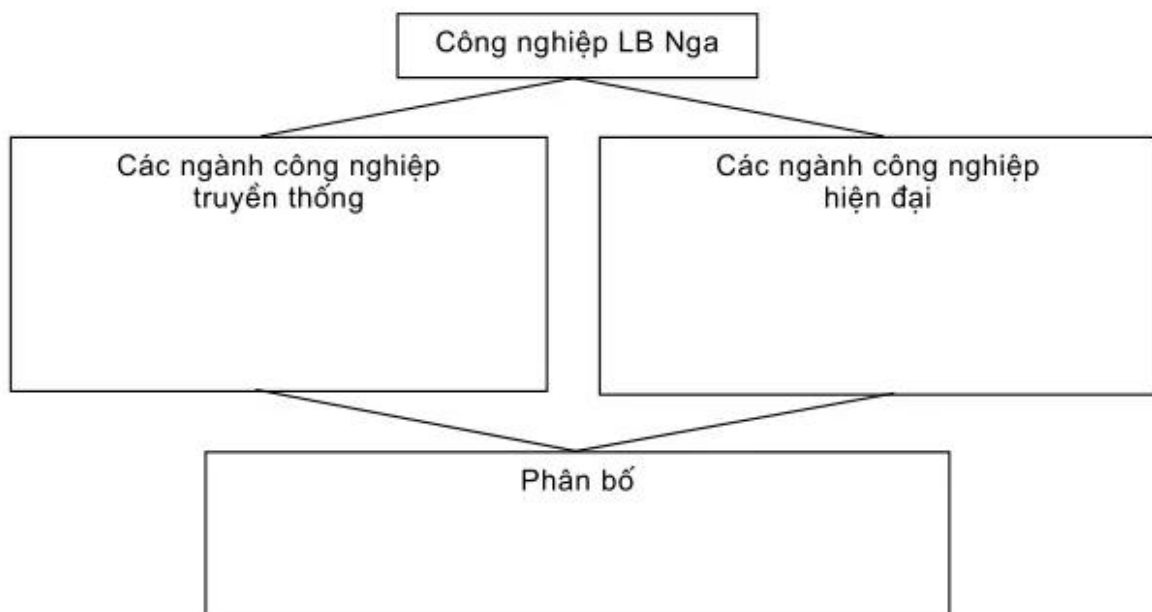 Công nghiệp LB Nga
Các ngành công nghiệp
truyền thống
Các ngành công nghiệp
hiện đại
Phân bố